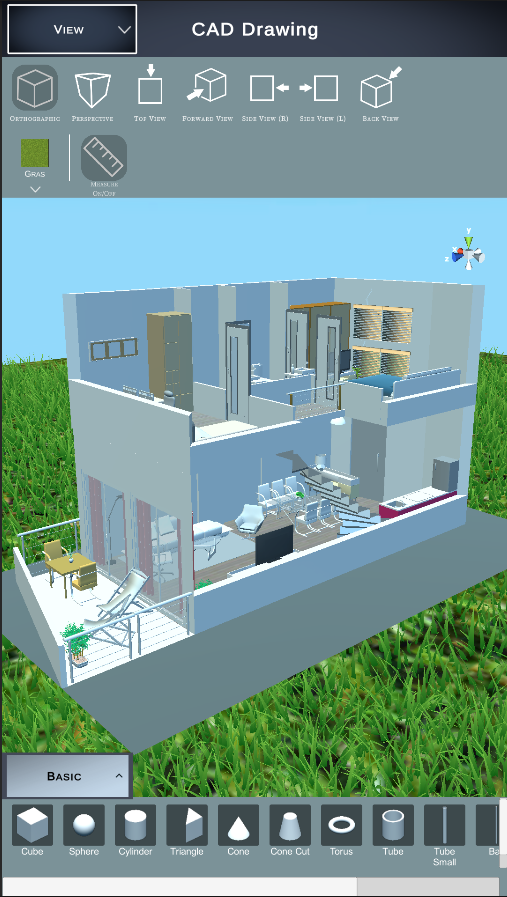 View
CAD Drawing
Orthographic
Perspective
Top View
Forward View
Side View (R)
Side View (L)
Back View
Gras
Measure
On/Off
y
x
z
Basic
Cube
Sphere
Cylinder
Triangle
Cone
Cone Cut
Torus
Tube
Tube
Small
Ba